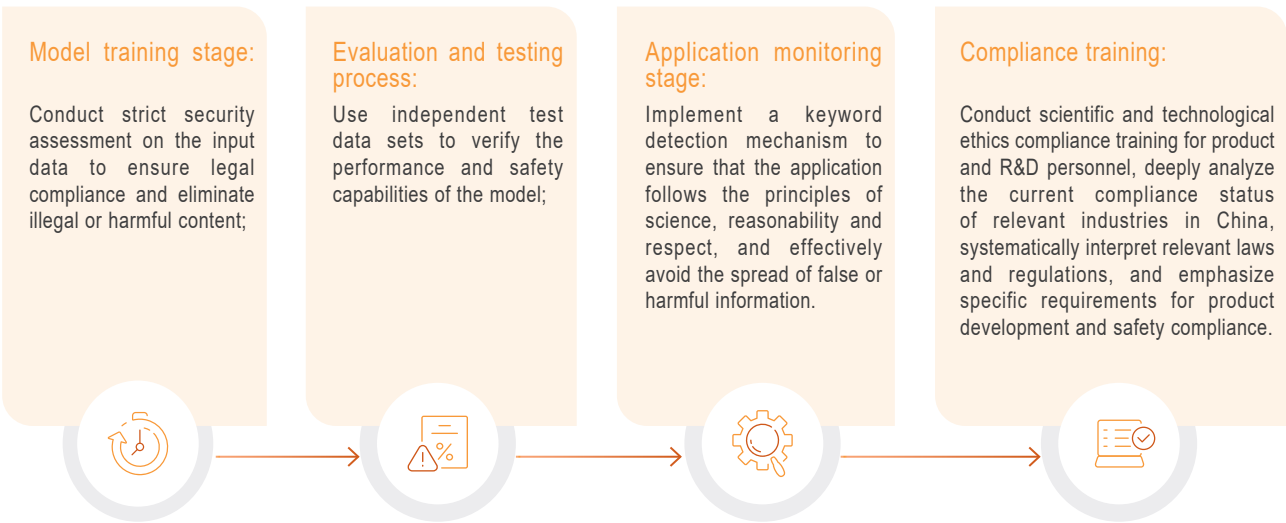 Model training stage:
Conduct strict security
assessment on the input
data to ensure legal
compliance and eliminate
illegal or harmful content;
Evaluation and testing
process:
Use independent test
data sets to verify the
performance and safety
capabilities of the model;
Application monitoring
stage:
Implement a keyword
detection mechanism to
ensure that the application
follows the principles of
science, reasonability and
respect, and effectively
avoid the spread of false or
harmful information.
Compliance training:
Conduct scientific and technological
ethics compliance training for product
and R&D personnel, deeply analyze
the current compliance status
of relevant industries in China,
systematically interpret relevant laws
and regulations, and emphasize
specific requirements for product
development and safety compliance.